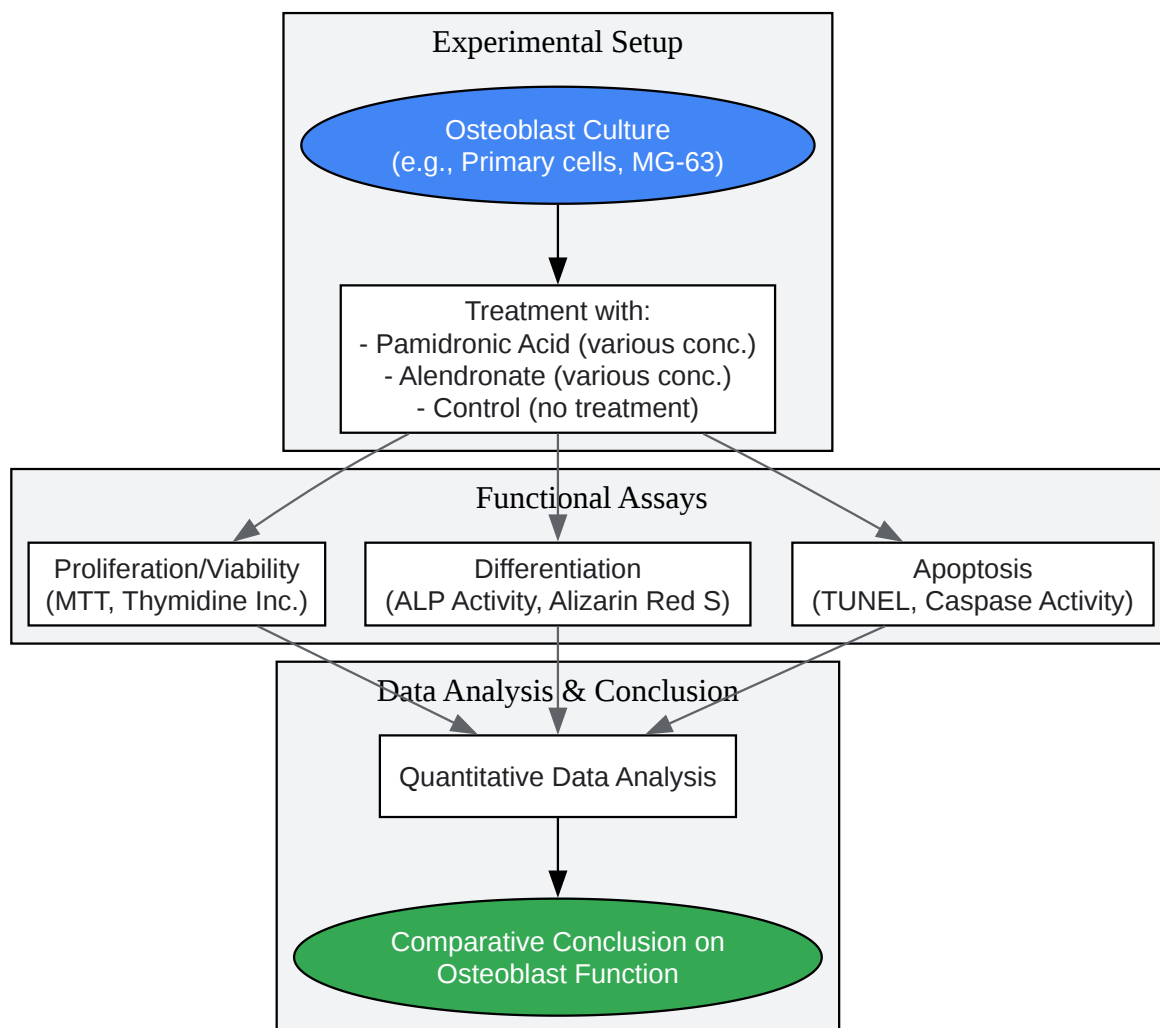 Experimental Setup
Osteoblast Culture
(e.g., Primary cells, MG-63)
Treatment with:
- Pamidronic Acid (various conc.)
- Alendronate (various conc.)
- Control (no treatment)
Functional Assays
Proliferation/Viability
(MTT, Thymidine Inc.)
Differentiation
(ALP Activity, Alizarin Red S)
Apoptosis
(TUNEL, Caspase Activity)
Data Analysis & Conclusion
Quantitative Data Analysis
Comparative Conclusion on
Osteoblast Function